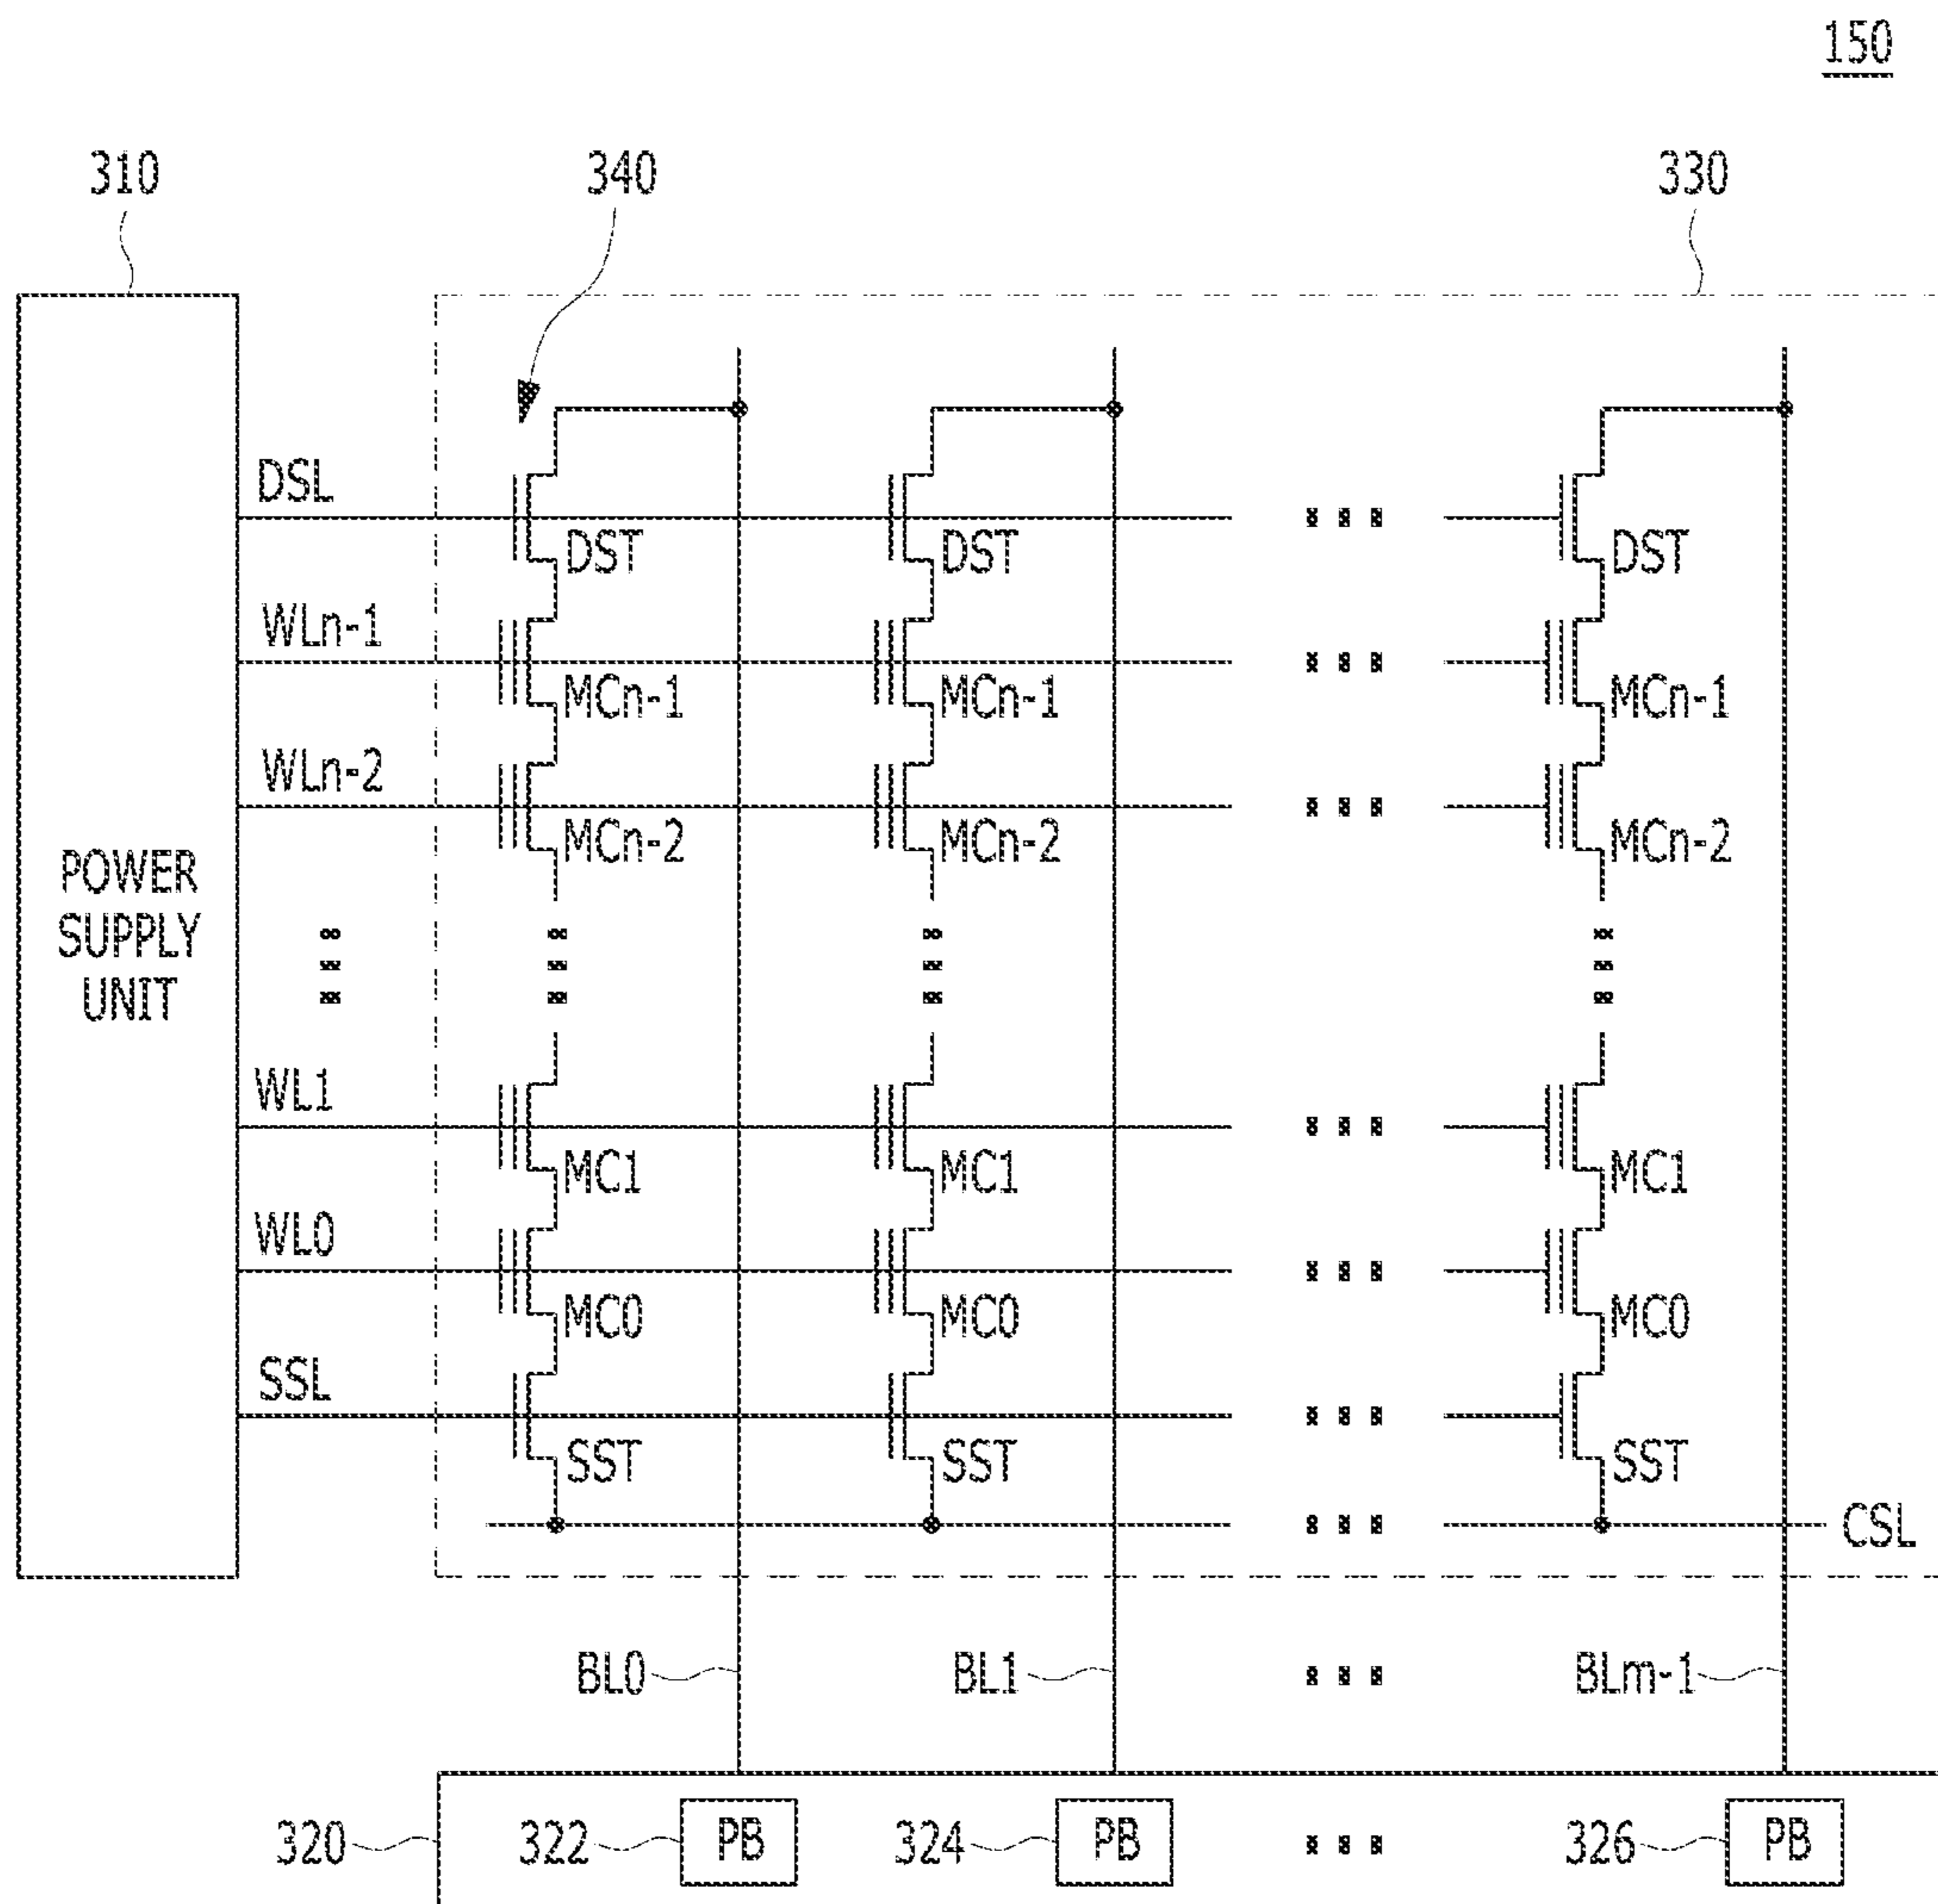 150
310 340 330
DSL
DST DST DST
WLn-1
MCn-1 MCn-1 MCn-1
WLn-2
MCn-2 MCn-2 MCn-2
POWER
SUPPLY
UNIT
WL1
MC1 MC1 MC1
WL0
MC0 MC0 MC0
SSL
SST SST SST
CSL
BL0 BL1 BLm-1
320 322 PB 324 PB 326 PB